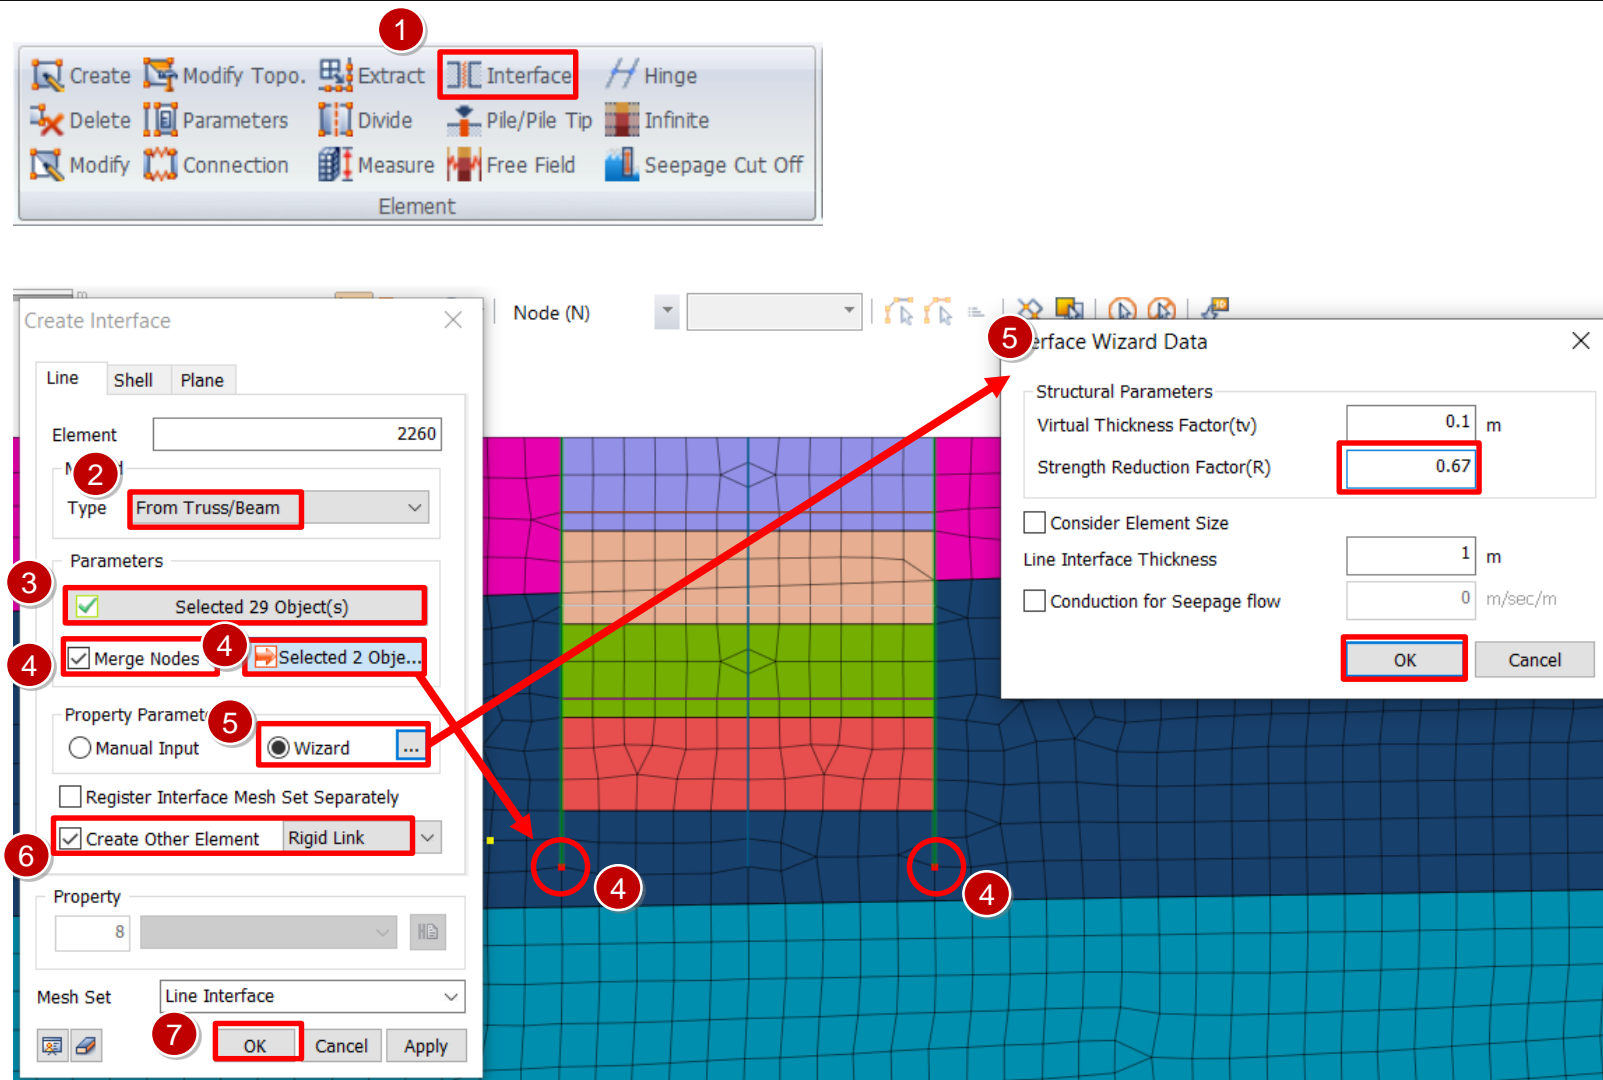 1
Create Modify Topo. Extract Interface Hinge
Delete Parameters Divide Pile/Pile Tip Infinite
Modify Connection Measure Free Field Seepage Cut Off
Element
Create Interface
Line Shell Plane
Element 2260
2
Type From Truss/Beam
Parameters
3
Selected 29 Object(s)
4
Merge Nodes
4
Selected 2 Obje...
Property Paramet
5
Manual Input Wizard ...
Register Interface Mesh Set Separately
6
Create Other Element Rigid Link
Property
8
Mesh Set Line Interface
7
OK Cancel Apply
Node (N)
4
4
5
erface Wizard Data
Structural Parameters
Virtual Thickness Factor(tv) 0.1 m
Strength Reduction Factor(R) 0.67
Consider Element Size
Line Interface Thickness 1 m
Conduction for Seepage flow 0 m/sec/m
OK Cancel